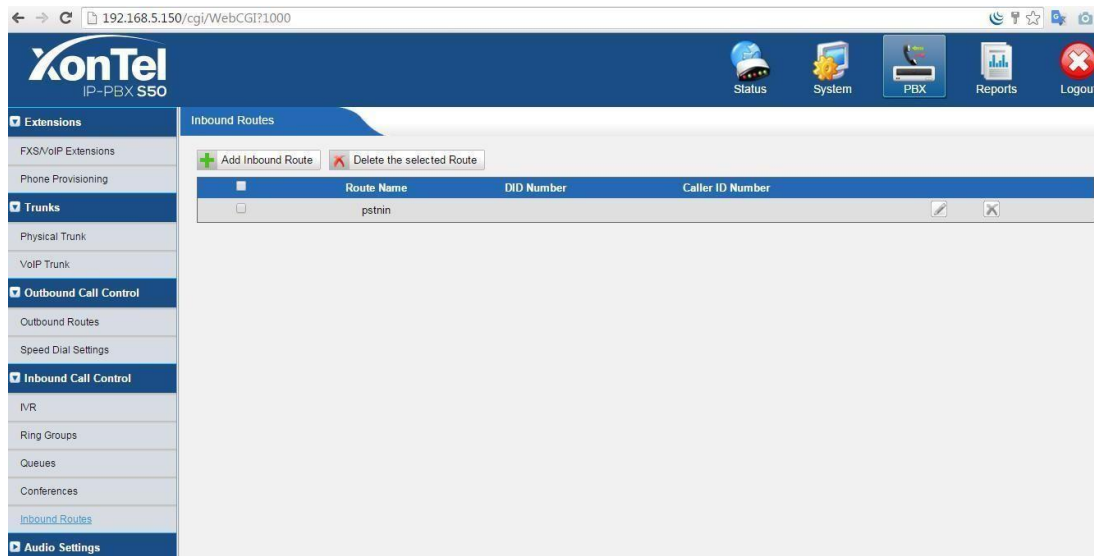 192.168.5.150/cgi/WebCGI?1000
XonTel
IP-PBX S50
Status
System
PBX
Reports
Logou
Extensions
FXS/VoIP Extensions
Phone Provisioning
Trunks
Physical Trunk
VoIP Trunk
Outbound Call Control
Outbound Routes
Speed Dial Settings
Inbound Call Control
IVR
Ring Groups
Queues
Conferences
Inbound Routes
Audio Settings
Inbound Routes
Add Inbound Route Delete the selected Route
Route Name DID Number Caller ID Number
pstnin